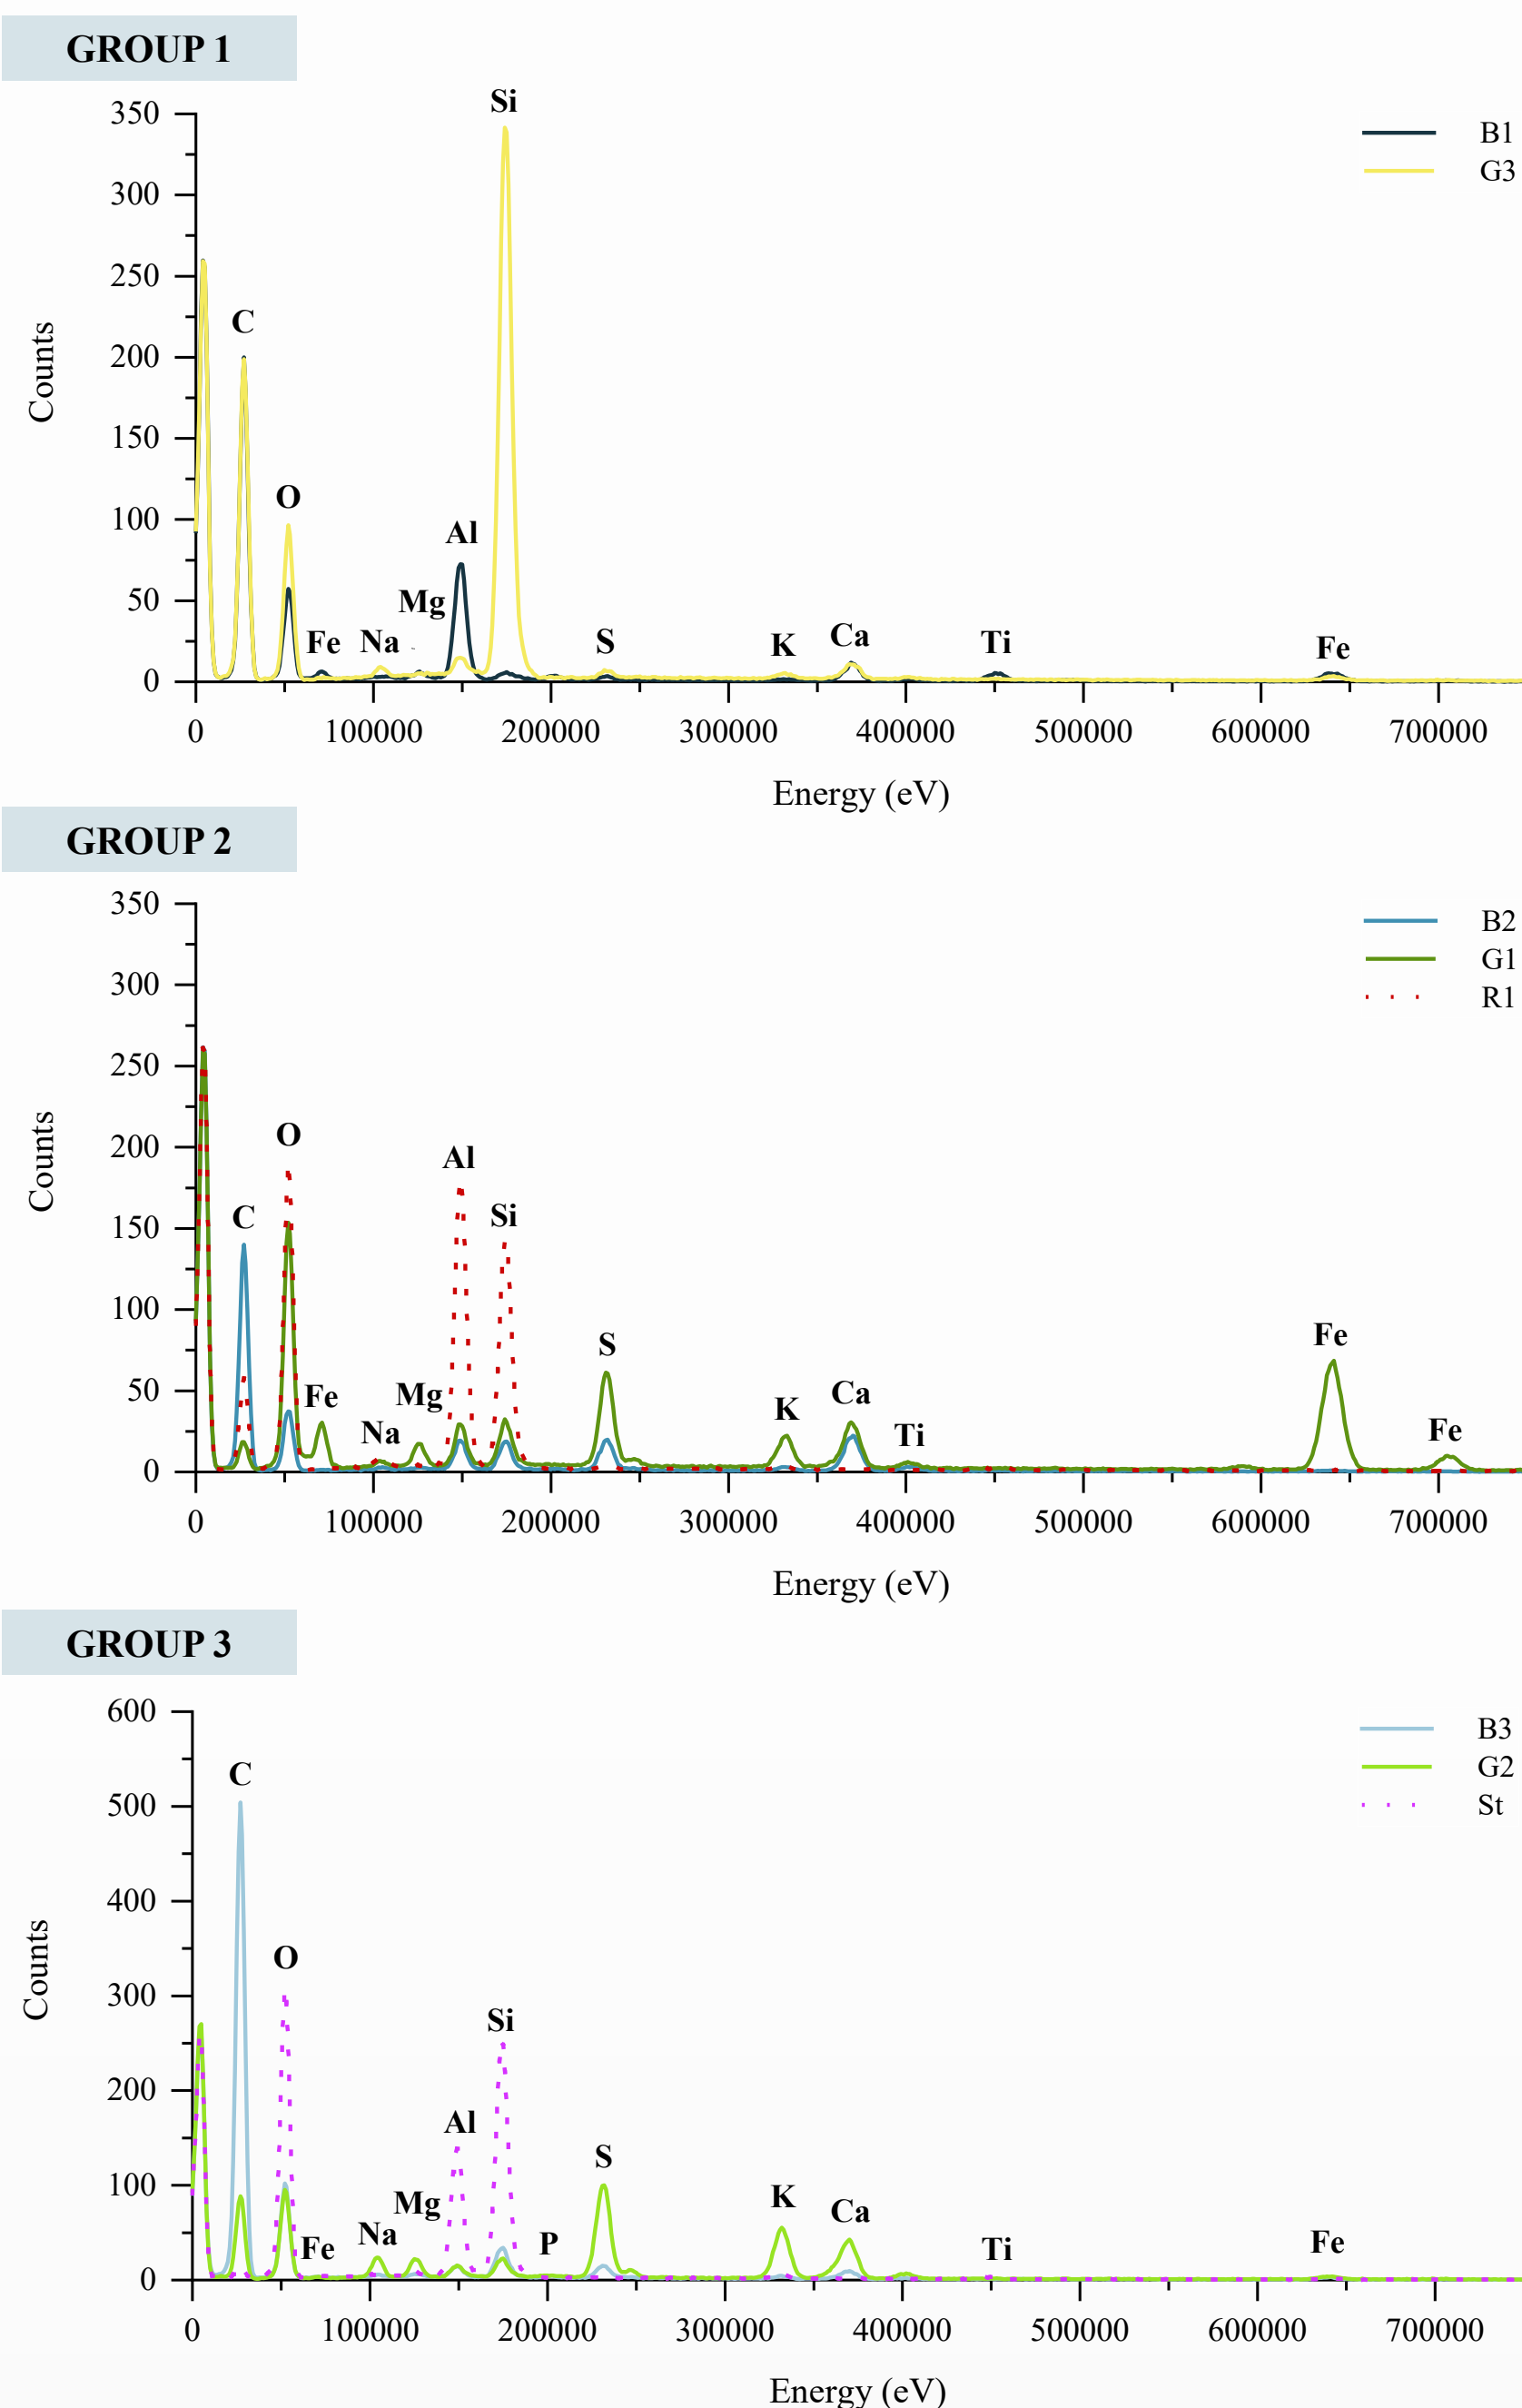 GROUP 1
Si
350
B1
G3
300
250
C
200
Counts
150
O
100
Al
Mg
50
Fe Na S K Ca Ti Fe
0
0 100000 200000 300000 400000 500000 600000 700000
Energy (eV)
GROUP 2
350
B2
G1
R1
300
250
200
O
Al
Counts
C
Si
150
100
S
Fe
Mg
Fe
Ca
50
K
Na
Ti
Fe
0
0 100000 200000 300000 400000 500000 600000 700000
Energy (eV)
GROUP 3
600
B3
G2
St
C
500
400
Counts
O
300
Si
200
Al
S
100
K
Mg
Ca
Na
P
Fe
Ti
Fe
0
0 100000 200000 300000 400000 500000 600000 700000
Energy (eV)